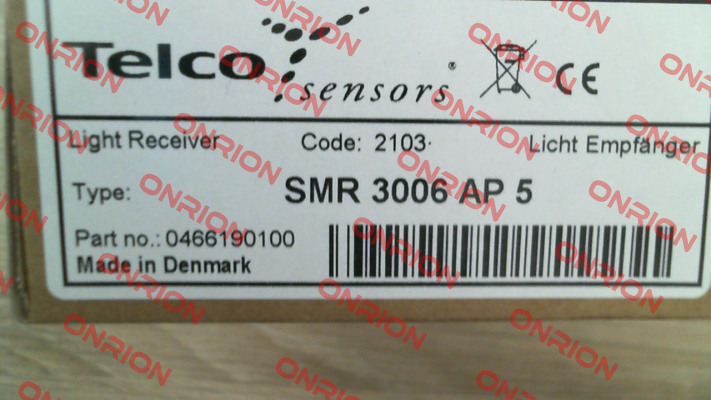 Telco
sensors®
CE
Light Receiver Code: 2103 Licht Empfänger
Type: SMR 3006 AP 5
Part no.: 0466190100
Made in Denmark
ONRION